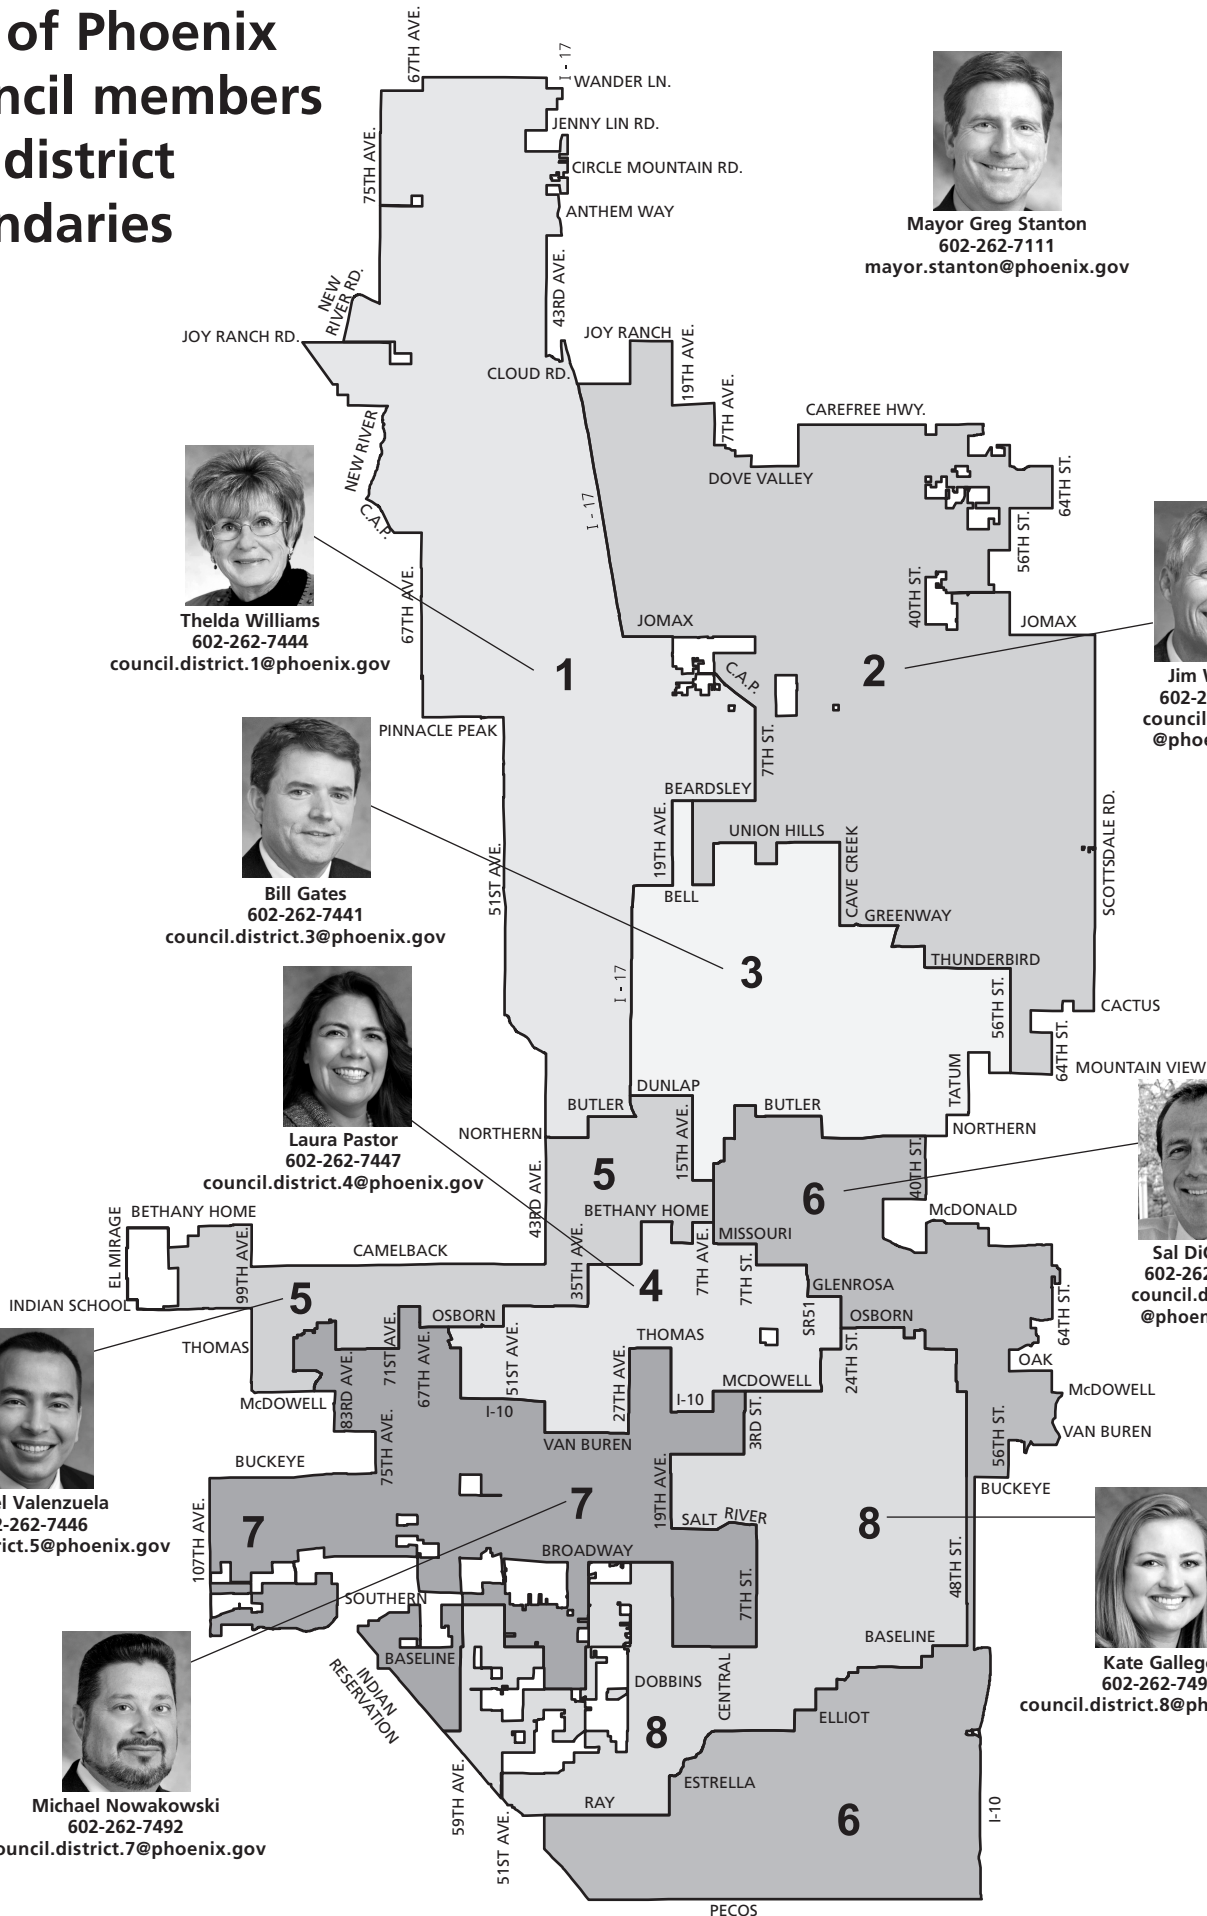 of Phoenix
ncil members
district
ndaries
Mayor Greg Stanton
602-262-7111
mayor.stanton@phoenix.gov
67TH AVE.
I - 17
WANDER LN.
JENNY LIN RD.
75TH AVE.
CIRCLE MOUNTAIN RD.
ANTHEM WAY
43RD AVE.
NEW
RIVER RD.
JOY RANCH RD.
JOY RANCH
19TH AVE.
CLOUD RD.
7TH AVE.
CAREFREE HWY.
NEW RIVER
DOVE VALLEY
64TH ST.
C.A.P.
I - 17
56TH ST.
67TH AVE.
40TH ST.
Thelda Williams
602-262-7444
council.district.1@phoenix.gov
JOMAX
JOMAX
1
2
C.A.P.
Jim W
602-2
council.
@phoe
PINNACLE PEAK
7TH ST.
BEARDSLEY
SCOTTSDALE RD.
19TH AVE.
UNION HILLS
CAVE CREEK
51ST AVE.
BELL
GREENWAY
Bill Gates
602-262-7441
council.district.3@phoenix.gov
THUNDERBIRD
3
I - 17
56TH ST.
CACTUS
64TH ST.
MOUNTAIN VIEW
TATUM
DUNLAP
BUTLER
BUTLER
NORTHERN
NORTHERN
15TH AVE.
40TH ST.
Laura Pastor
602-262-7447
council.district.4@phoenix.gov
5
6
43RD AVE.
EL MIRAGE
BETHANY HOME
BETHANY HOME
McDONALD
99TH AVE.
CAMELBACK
35TH AVE.
7TH AVE.
MISSOURI
7TH ST.
Sal DiC
602-262
council.d
@phoen
4
GLENROSA
5
INDIAN SCHOOL
SR51
OSBORN
OSBORN
64TH ST.
THOMAS
THOMAS
71ST AVE.
67TH AVE.
51ST AVE.
24TH ST.
OAK
83RD AVE.
27TH AVE.
McDOWELL
MCDOWELL
McDOWELL
I-10
I-10
3RD ST.
VAN BUREN
VAN BUREN
75TH AVE.
56TH ST.
BUCKEYE
BUCKEYE
el Valenzuela
2-262-7446
rict.5@phoenix.gov
107TH AVE.
7
7
19TH AVE.
SALT RIVER
8
BROADWAY
7TH ST.
48TH ST.
SOUTHERN
BASELINE
BASELINE
INDIAN
RESERVATION
DOBBINS
CENTRAL
Kate Galleg
602-262-749
council.district.8@ph
ELLIOT
8
ESTRELLA
59TH AVE.
RAY
51ST AVE.
6
I-10
Michael Nowakowski
602-262-7492
ouncil.district.7@phoenix.gov
PECOS